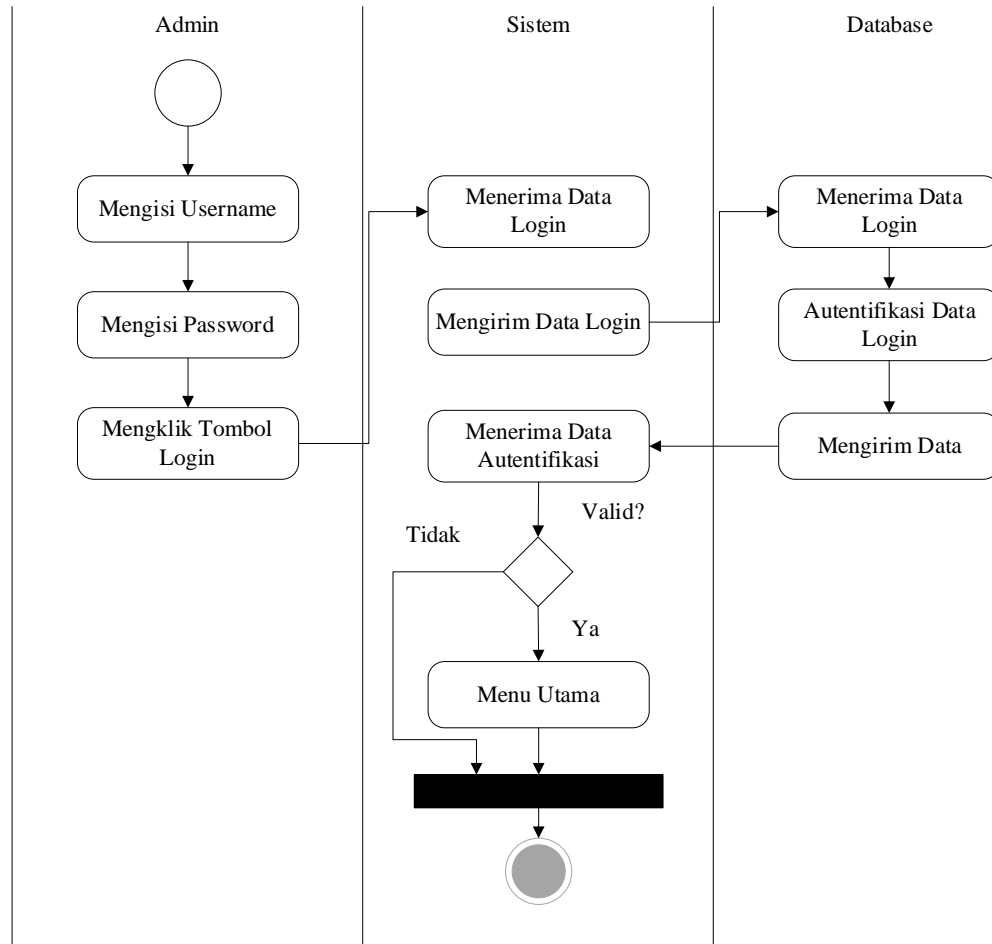 Admin
Sistem
Database
Mengisi Username
Menerima Data
Login
Menerima Data
Login
Mengisi Password
Mengirim Data Login
Autentifikasi Data
Login
Mengklik Tombol
Login
Menerima Data
Autentifikasi
Mengirim Data
Valid?
Tidak
Ya
Menu Utama